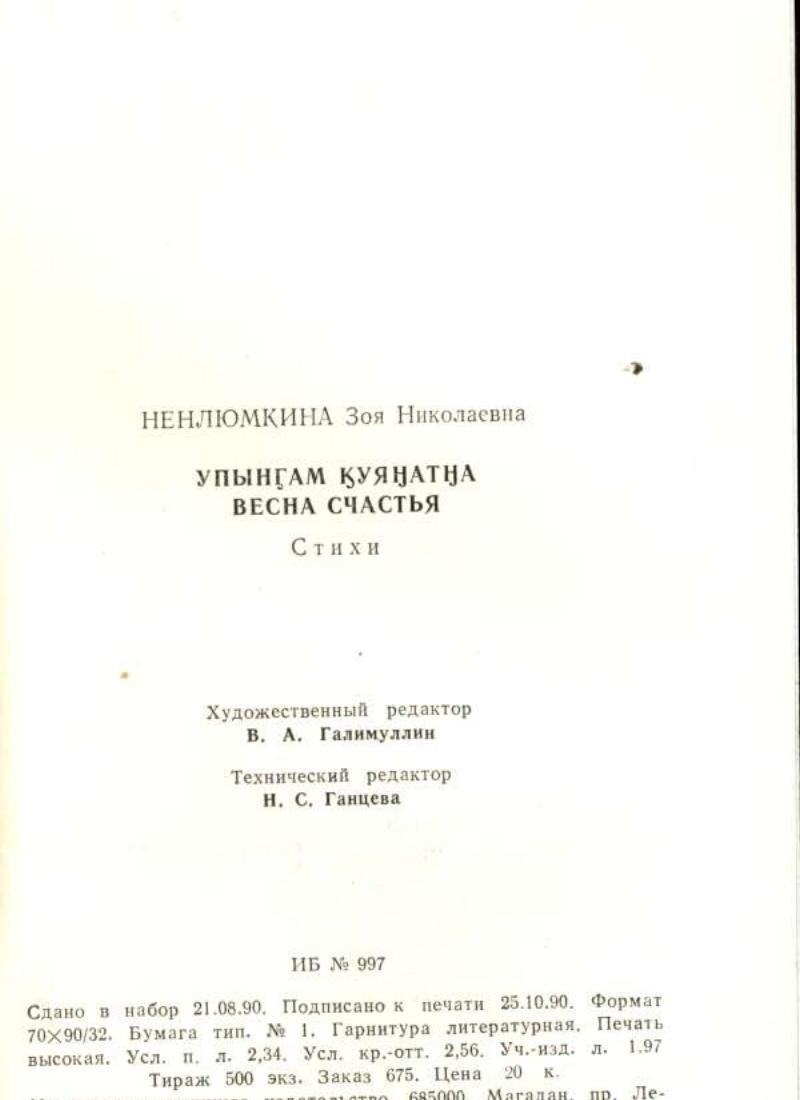 НЕНЛЮМКИНА Зоя Николаевна
УПЫНӶАМ ӃУЯӇАТӇА
ВЕСНА СЧАСТЬЯ
Стихи
Художественный редактор
В. А. Галимуллин
Технический редактор
Н. С. Ганцева
ИБ № 997
Сдано в набор 21.08.90. Подписано к печати 25.10.90. Формат
70×90/32. Бумага тип. № 1. Гарнитура литературная. Печать
высокая. Усл. п. л. 2,34. Усл. кр.-отт. 2,56. Уч.-изд. л. 1.97
Тираж 500 экз. Заказ 675. Цена 20 к.
издательство, 685000, Магадан, пр. Ле-